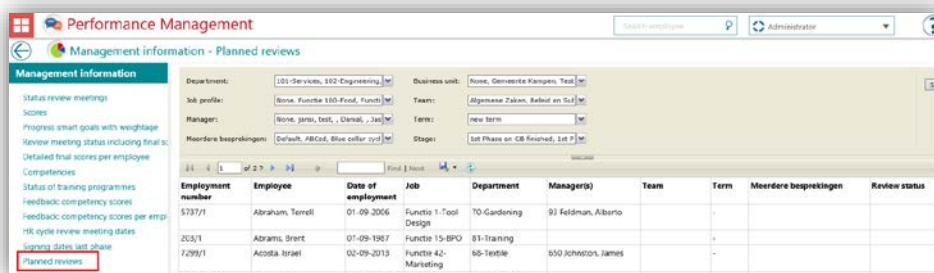 Performance Management
Search employee
Administrator
?
Management information - Planned reviews
Management information
Status review meetings
Scores
Progress smart goals with weightage
Review meeting status including final sc
Detailed final scores per employee
Competencies
Status of training programmes
Feedback competency scores
Feedback competency scores per empl
HR cycle review meeting dates
Signing dates last phase
Planned reviews
Department: 101-Services, 102-Engineering, Business unit: None, Gemeente Kampen, Test
Job profile: None, Functie 100-Food, Functi Team: Algemene Zaken, Beleid en
Manager: None, jansi, test, , Danial, , Jas Term: new term
Meerdere besprekingen: Default, ABCed, Blue collar cycl Stage: 1st Phase on CB finished, 1st P
1 of 2 ? Find | Next
Employment number Employee Date of employment Job Department Manager(s) Team Term Meerdere besprekingen Review status
5737/1 Abraham, Terrell 01-09-2006 Functie 1-Tool Design 70-Gardening 93 Feldman, Alberto -
203/1 Abrams, Brent 01-09-1987 Functie 15-BPO 81-Training -
7299/1 Acosta, Israel 02-09-2013 Functie 42-Marketing 68-Textile 650 Johnston, James -